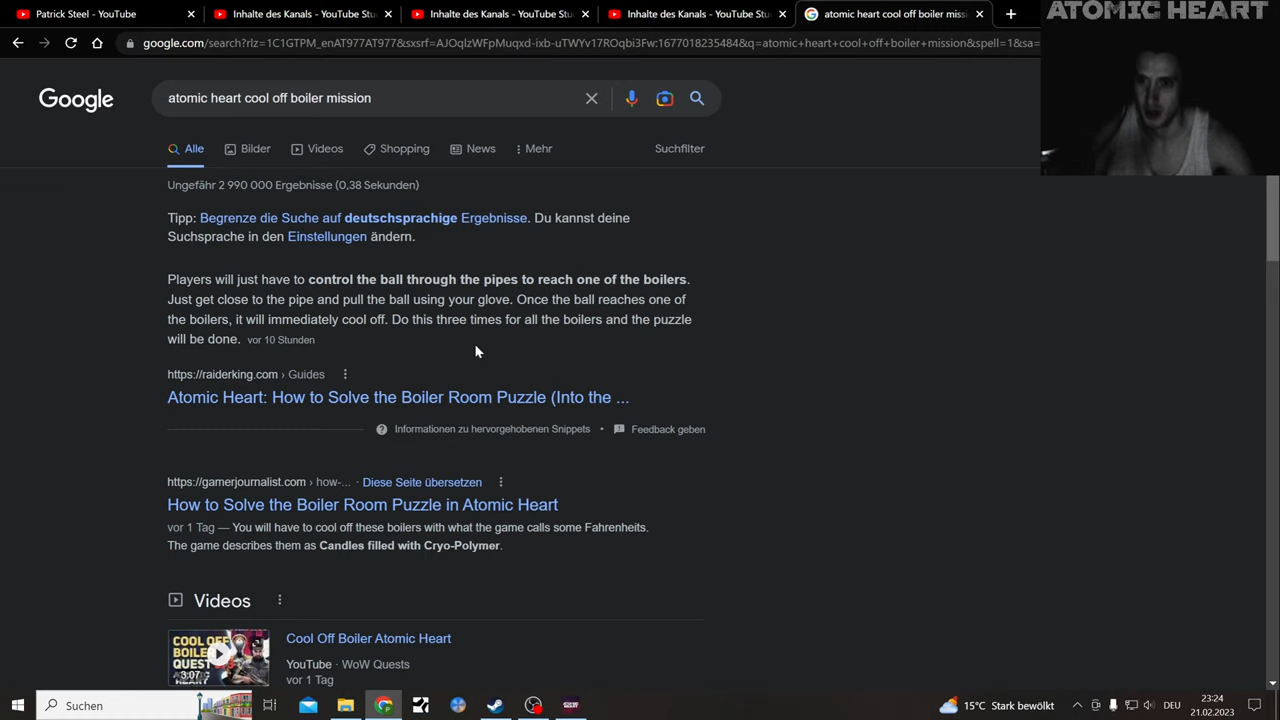 Patrick Steel - YouTube
Inhalte des Kanals - YouTube Stu
Inhalte des Kanals - YouTube Stu
Inhalte des Kanals - YouTube Stu
atomic heart cool off boiler missi
ATOMIC HEART
google.com/search?rlz=1C1GTPM_enAT977AT977&sxsrf=AJOqlzWFpMuqxd-ixb-uTWYv17ROqbi3Fw:1677018235484&q=atomic+heart+cool+off+boiler+mission&spell=1&sa=
Google
atomic heart cool off boiler mission
Alle
Bilder
Videos
Shopping
News
Mehr
Suchfilter
Ungefähr 2 990 000 Ergebnisse (0,38 Sekunden)
Tipp: Begrenze die Suche auf deutschsprachige Ergebnisse. Du kannst deine
Suchsprache in den Einstellungen ändern.
Players will just have to control the ball through the pipes to reach one of the boilers.
Just get close to the pipe and pull the ball using your glove. Once the ball reaches one of
the boilers, it will immediately cool off. Do this three times for all the boilers and the puzzle
will be done. vor 10 Stunden
https://raiderking.com › Guides
Atomic Heart: How to Solve the Boiler Room Puzzle (Into the ...
Informationen zu hervorgehobenen Snippets • Feedback geben
https://gamerjournalist.com › how-... · Diese Seite übersetzen
How to Solve the Boiler Room Puzzle in Atomic Heart
vor 1 Tag — You will have to cool off these boilers with what the game calls some Fahrenheits.
The game describes them as Candles filled with Cryo-Polymer.
Videos
COOL OFF
BOILER
QUEST
HEART
3:07
Cool Off Boiler Atomic Heart
YouTube · WoW Quests
vor 1 Tag
Suchen
15°C Stark bewölkt
DEU
23:24
21.02.2023